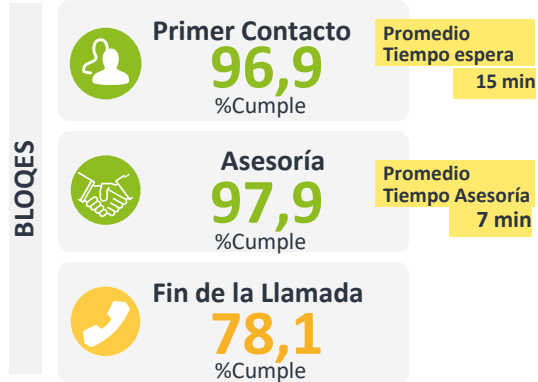 BLOQES
Primer Contacto
96,9
%Cumple
Promedio
Tiempo espera
15 min
Asesoría
97,9
%Cumple
Promedio
Tiempo Asesoría
7 min
Fin de la Llamada
78,1
%Cumple